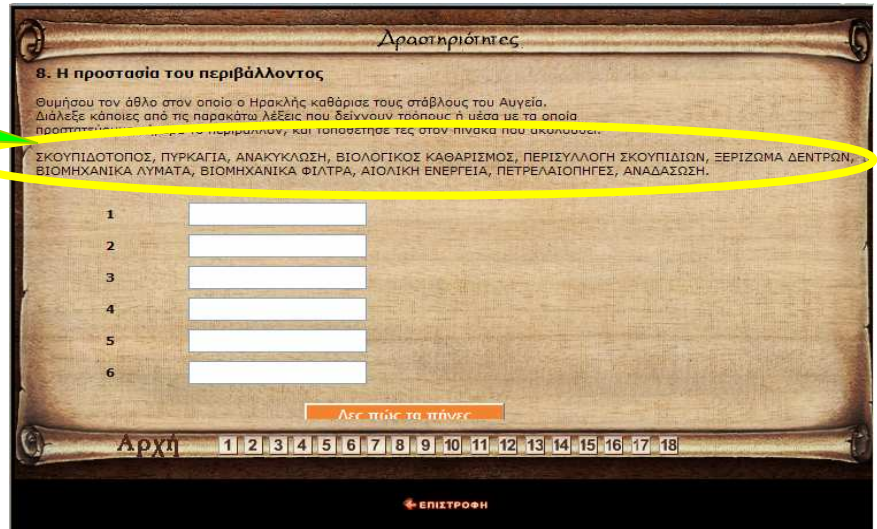 Δραστηριότητες
8. Η προστασία του περιβάλλοντος
Θυμήσου τον άθλο στον οποίο ο Ηρακλής καθάρισε τους στάβλους του Αυγεία.
Διάλεξε κάποιες από τις παρακάτω λέξεις που δείχνουν τρόπους ή μέσα με τα οποία
προστατεύουμε σήμερα το περιβάλλον, και τοποθέτησέ τες στον πίνακα που ακολουθεί.
ΣΚΟΥΠΙΔΟΤΟΠΟΣ, ΠΥΡΚΑΓΙΑ, ΑΝΑΚΥΚΛΩΣΗ, ΒΙΟΛΟΓΙΚΟΣ ΚΑΘΑΡΙΣΜΟΣ, ΠΕΡΙΣΥΛΛΟΓΗ ΣΚΟΥΠΙΔΙΩΝ, ΞΕΡΙΖΩΜΑ ΔΕΝΤΡΩΝ,
ΒΙΟΜΗΧΑΝΙΚΑ ΛΥΜΑΤΑ, ΒΙΟΜΗΧΑΝΙΚΑ ΦΙΛΤΡΑ, ΑΙΟΛΙΚΗ ΕΝΕΡΓΕΙΑ, ΠΕΤΡΕΛΑΙΟΠΗΓΕΣ, ΑΝΑΔΑΣΩΣΗ.
1
2
3
4
5
6
Δες πώς τα πήγες
Αρχή 1 2 3 4 5 6 7 8 9 10 11 12 13 14 15 16 17 18
ΕΠΙΣΤΡΟΦΗ